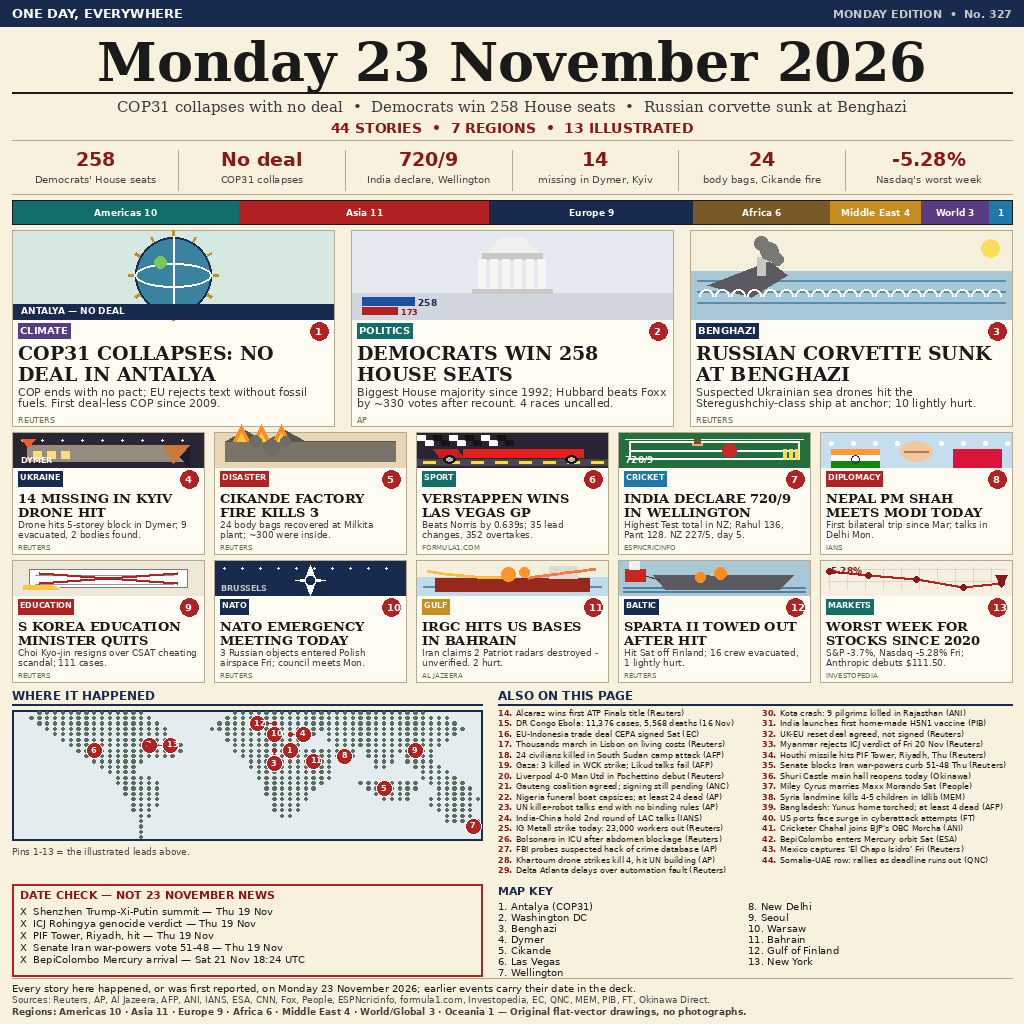 ONE DAY, EVERYWHERE
MONDAY EDITION • No. 327
Monday 23 November 2026
COP31 collapses with no deal • Democrats win 258 House seats • Russian corvette sunk at Benghazi
44 STORIES • 7 REGIONS • 13 ILLUSTRATED
258
Democrats' House seats
No deal
COP31 collapses
720/9
India declare, Wellington
14
missing in Dymer, Kyiv
24
body bags, Cikande fire
-5.28%
Nasdaq's worst week
Americas 10
Asia 11
Europe 9
Africa 6
Middle East 4
World 3
1
ANTALYA — NO DEAL
CLIMATE
1
COP31 COLLAPSES: NO
DEAL IN ANTALYA
COP ends with no pact; EU rejects text without fossil
fuels. First deal-less COP since 2009.
REUTERS
258
173
POLITICS
2
DEMOCRATS WIN 258
HOUSE SEATS
Biggest House majority since 1992; Hubbard beats Foxx
by ~330 votes after recount. 4 races uncalled.
AP
BENGHAZI
3
RUSSIAN CORVETTE SUNK
AT BENGHAZI
Suspected Ukrainian sea drones hit the
Steregushchiy-class ship at anchor; 10 lightly hurt.
REUTERS
DYMER
UKRAINE
4
14 MISSING IN KYIV
DRONE HIT
Drone hits 5-storey block in Dymer; 9
evacuated, 2 bodies found.
REUTERS
DISASTER
5
CIKANDE FACTORY
FIRE KILLS 3
24 body bags recovered at Milkita
plant; ~300 were inside.
REUTERS
SPORT
6
VERSTAPPEN WINS
LAS VEGAS GP
Beats Norris by 0.639s; 35 lead
changes, 352 overtakes.
FORMULA1.COM
720/9
CRICKET
7
INDIA DECLARE 720/9
IN WELLINGTON
Highest Test total in NZ; Rahul 136,
Pant 128. NZ 227/5, day 5.
ESPNCRICINFO
DIPLOMACY
8
NEPAL PM SHAH
MEETS MODI TODAY
First bilateral trip since Mar; talks in
Delhi Mon.
IANS
EDUCATION
9
S KOREA EDUCATION
MINISTER QUITS
Choi Kyo-jin resigns over CSAT cheating
scandal; 111 cases.
REUTERS
BRUSSELS
NATO
10
NATO EMERGENCY
MEETING TODAY
3 Russian objects entered Polish
airspace Fri; council meets Mon.
REUTERS
GULF
11
IRGC HITS US BASES
IN BAHRAIN
Iran claims 2 Patriot radars destroyed -
unverified. 2 hurt.
AL JAZEERA
BALTIC
12
SPARTA II TOWED OUT
AFTER HIT
Hit Sat off Finland; 16 crew evacuated,
1 lightly hurt.
REUTERS
-5.28%
MARKETS
13
WORST WEEK FOR
STOCKS SINCE 2020
S&P -3.7%, Nasdaq -5.28% Fri;
Anthropic debuts $111.50.
INVESTOPEDIA
WHERE IT HAPPENED
12
10
4
6
13
1
3
11
8
9
5
7
Pins 1-13 = the illustrated leads above.
ALSO ON THIS PAGE
14. Alcaraz wins first ATP Finals title (Reuters)
15. DR Congo Ebola: 11,376 cases, 5,568 deaths (16 Nov)
16. EU-Indonesia trade deal CEPA signed Sat (EC)
17. Thousands march in Lisbon on living costs (Reuters)
18. 24 civilians killed in South Sudan camp attack (AFP)
19. Gaza: 3 killed in WCK strike; Likud talks fail (AFP)
20. Liverpool 4-0 Man Utd in Pochettino debut (Reuters)
21. Gauteng coalition agreed; signing still pending (ANC)
22. Nigeria funeral boat capsizes; at least 24 dead (AP)
23. UN killer-robot talks end with no binding rules (AP)
24. India-China hold 2nd round of LAC talks (IANS)
25. IG Metall strike today: 23,000 workers out (Reuters)
26. Bolsonaro in ICU after abdomen blockage (Reuters)
27. FBI probes suspected hack of crime database (AP)
28. Khartoum drone strikes kill 4, hit UN building (AP)
29. Delta Atlanta delays over automation fault (Reuters)
30. Kota crash: 9 pilgrims killed in Rajasthan (ANI)
31. India launches first home-made H5N1 vaccine (PIB)
32. UK-EU reset deal agreed, not signed (Reuters)
33. Myanmar rejects ICJ verdict of Fri 20 Nov (Reuters)
34. Houthi missile hits PIF Tower, Riyadh, Thu (Reuters)
35. Senate blocks Iran war-powers curb 51-48 Thu (Reuters)
36. Shuri Castle main hall reopens today (Okinawa)
37. Miley Cyrus marries Maxx Morando Sat (People)
38. Syria landmine kills 4-5 children in Idlib (MEM)
39. Bangladesh: Yunus home torched; at least 4 dead (AFP)
40. US ports face surge in cyberattack attempts (FT)
41. Cricketer Chahal joins BJP's OBC Morcha (ANI)
42. BepiColombo enters Mercury orbit Sat (ESA)
43. Mexico captures 'El Chapo Isidro' Fri (Reuters)
44. Somalia-UAE row: rallies as deadline runs out (QNC)
DATE CHECK — NOT 23 NOVEMBER NEWS
X Shenzhen Trump-Xi-Putin summit — Thu 19 Nov
X ICJ Rohingya genocide verdict — Thu 19 Nov
X PIF Tower, Riyadh, hit — Thu 19 Nov
X Senate Iran war-powers vote 51-48 — Thu 19 Nov
X BepiColombo Mercury arrival — Sat 21 Nov 18:24 UTC
MAP KEY
1. Antalya (COP31)
2. Washington DC
3. Benghazi
4. Dymer
5. Cikande
6. Las Vegas
7. Wellington
8. New Delhi
9. Seoul
10. Warsaw
11. Bahrain
12. Gulf of Finland
13. New York
Every story here happened, or was first reported, on Monday 23 November 2026; earlier events carry their date in the deck.
Sources: Reuters, AP, Al Jazeera, AFP, ANI, IANS, ESA, CNN, Fox, People, ESPNcricinfo, formula1.com, Investopedia, EC, QNC, MEM, PIB, FT, Okinawa Direct.
Regions: Americas 10 · Asia 11 · Europe 9 · Africa 6 · Middle East 4 · World/Global 3 · Oceania 1 — Original flat-vector drawings, no photographs.